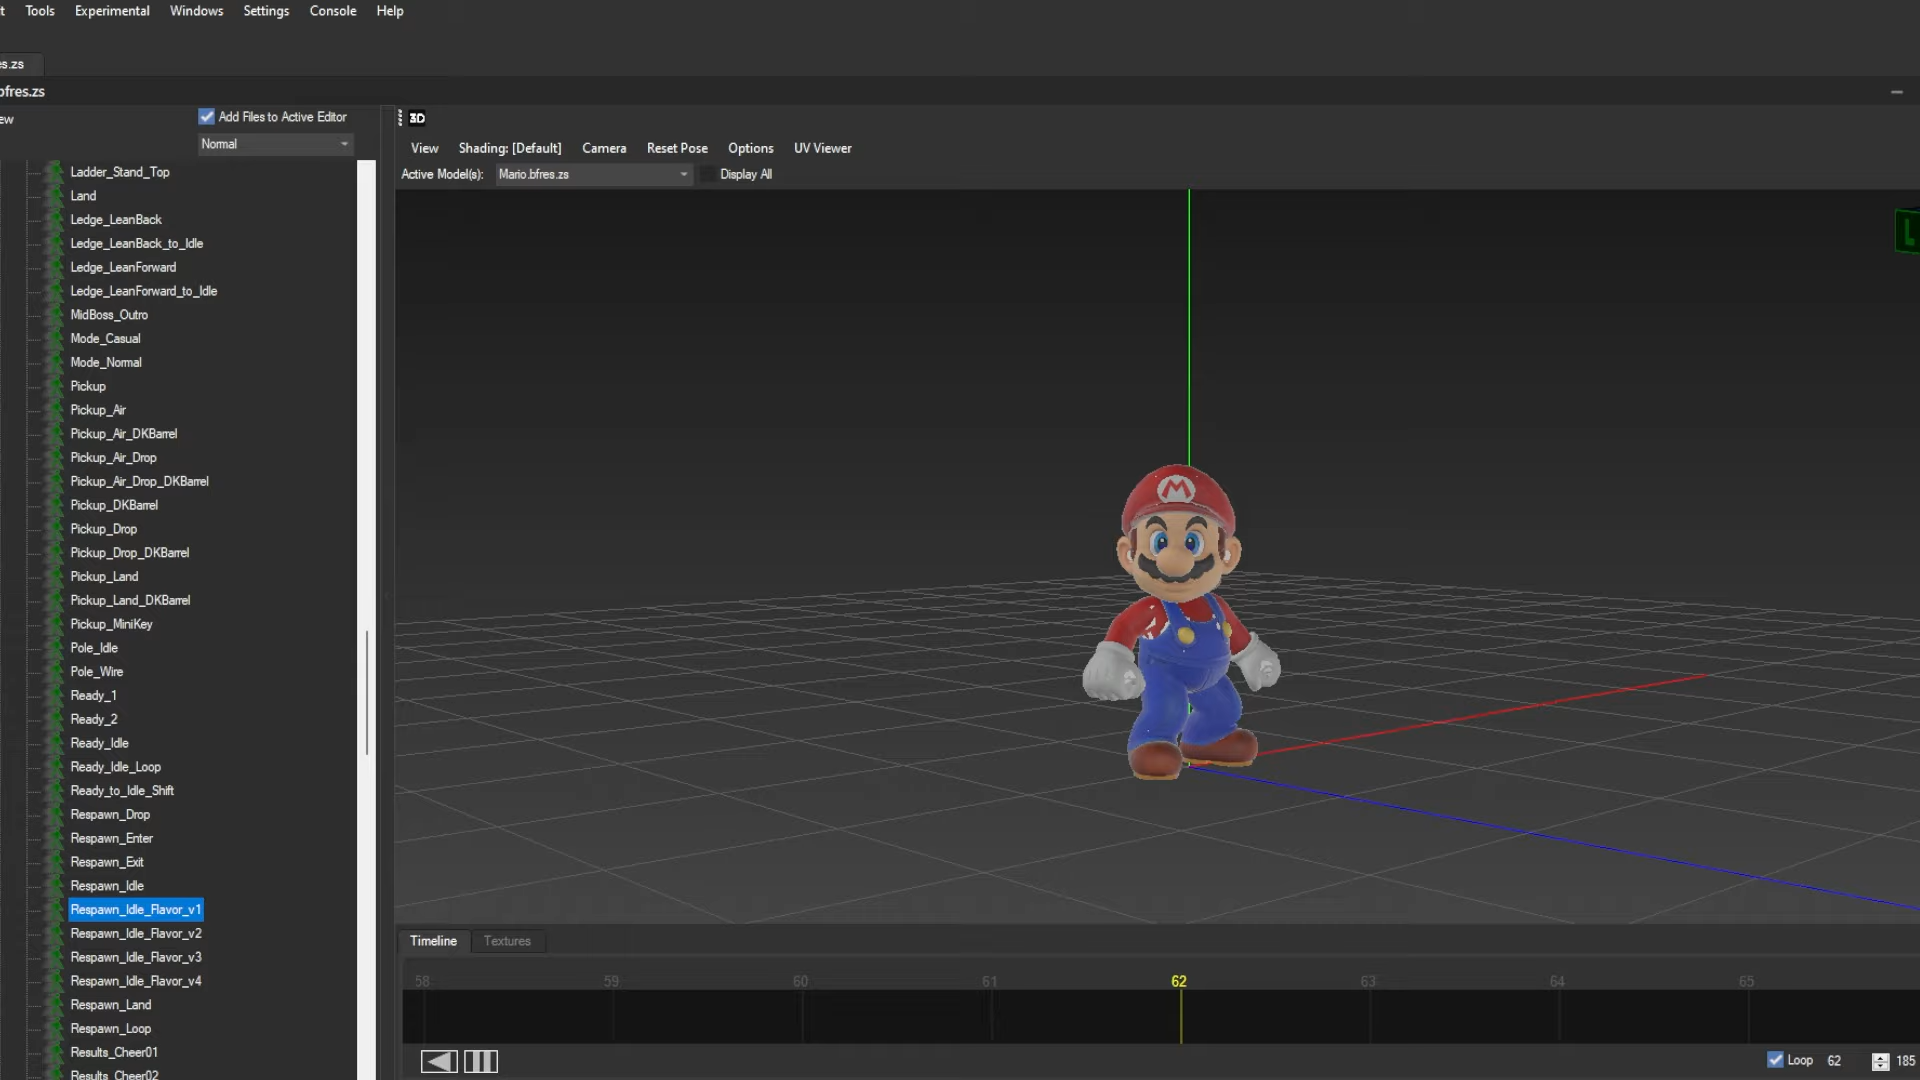 t Tools Experimental Windows Settings Console Help
es.zs
bfres.zs
ew
Add Files to Active Editor
Normal
Ladder_Stand_Top
Land
Ledge_LeanBack
Ledge_LeanBack_to_Idle
Ledge_LeanForward
Ledge_LeanForward_to_Idle
MidBoss_Outro
Mode_Casual
Mode_Normal
Pickup
Pickup_Air
Pickup_Air_DKBarrel
Pickup_Air_Drop
Pickup_Air_Drop_DKBarrel
Pickup_DKBarrel
Pickup_Drop
Pickup_Drop_DKBarrel
Pickup_Land
Pickup_Land_DKBarrel
Pickup_MiniKey
Pole_Idle
Pole_Wire
Ready_1
Ready_2
Ready_Idle
Ready_Idle_Loop
Ready_to_Idle_Shift
Respawn_Drop
Respawn_Enter
Respawn_Exit
Respawn_Idle
Respawn_Idle_Flavor_v1
Respawn_Idle_Flavor_v2
Respawn_Idle_Flavor_v3
Respawn_Idle_Flavor_v4
Respawn_Land
Respawn_Loop
Results_Cheer01
Results_Cheer02
3D
View Shading: [Default] Camera Reset Pose Options UV Viewer
Active Model(s): Mario.bfres.zs Display All
L
M
Timeline Textures
58 59 60 61 62 63 64 65
Loop 62 185